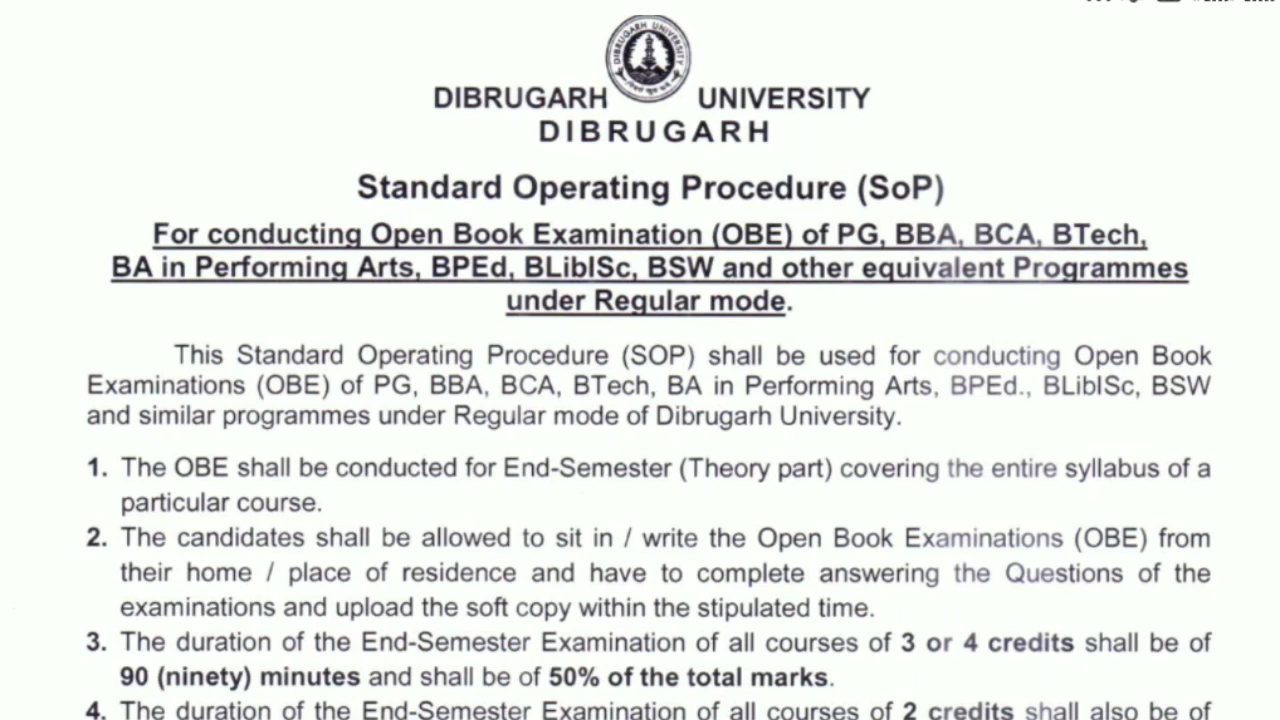 DIBRUGARH UNIVERSITY
DIBRUGARH UNIVERSITY
DIBRUGARH
Standard Operating Procedure (SoP)
For conducting Open Book Examination (OBE) of PG, BBA, BCA, BTech,
BA in Performing Arts, BPEd, BLibISc, BSW and other equivalent Programmes
under Regular mode.
This Standard Operating Procedure (SOP) shall be used for conducting Open Book
Examinations (OBE) of PG, BBA, BCA, BTech, BA in Performing Arts, BPEd., BLibISc, BSW
and similar programmes under Regular mode of Dibrugarh University.
1. The OBE shall be conducted for End-Semester (Theory part) covering the entire syllabus of a
particular course.
2. The candidates shall be allowed to sit in / write the Open Book Examinations (OBE) from
their home / place of residence and have to complete answering the Questions of the
examinations and upload the soft copy within the stipulated time.
3. The duration of the End-Semester Examination of all courses of 3 or 4 credits shall be of
90 (ninety) minutes and shall be of 50% of the total marks.
4. The duration of the End-Semester Examination of all courses of 2 credits shall also be of